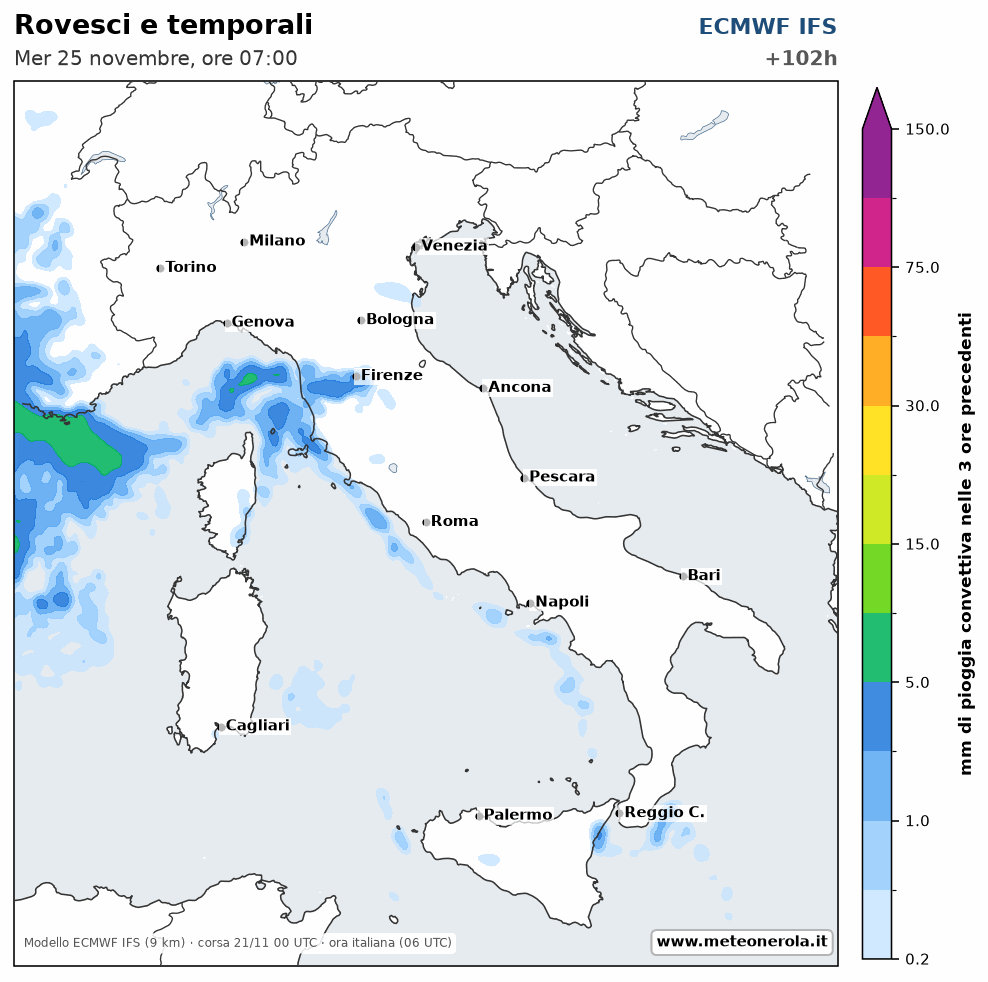 Rovesci e temporali
ECMWF IFS
Mer 25 novembre, ore 07:00
+102h
150.0
75.0
30.0
15.0
5.0
1.0
0.2
mm di pioggia convettiva nelle 3 ore precedenti
Milano
Venezia
Torino
Genova
Bologna
Firenze
Ancona
Pescara
Roma
Bari
Napoli
Cagliari
Palermo
Reggio C.
Modello ECMWF IFS (9 km) · corsa 21/11 00 UTC · ora italiana (06 UTC)
www.meteonerola.it